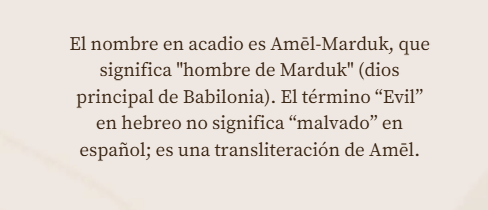 El nombre en acadio es Amēl-Marduk, que
significa "hombre de Marduk" (dios
principal de Babilonia). El término “Evil”
en hebreo no significa “malvado” en
español; es una transliteración de Amēl.